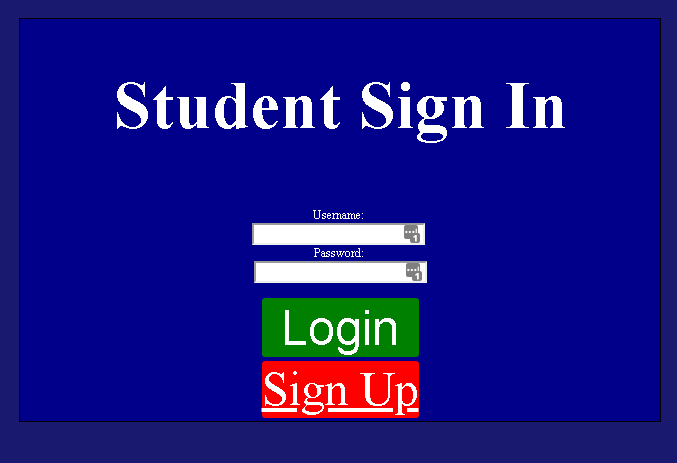 Student Sign In
Username:
Password:
Login
Sign Up